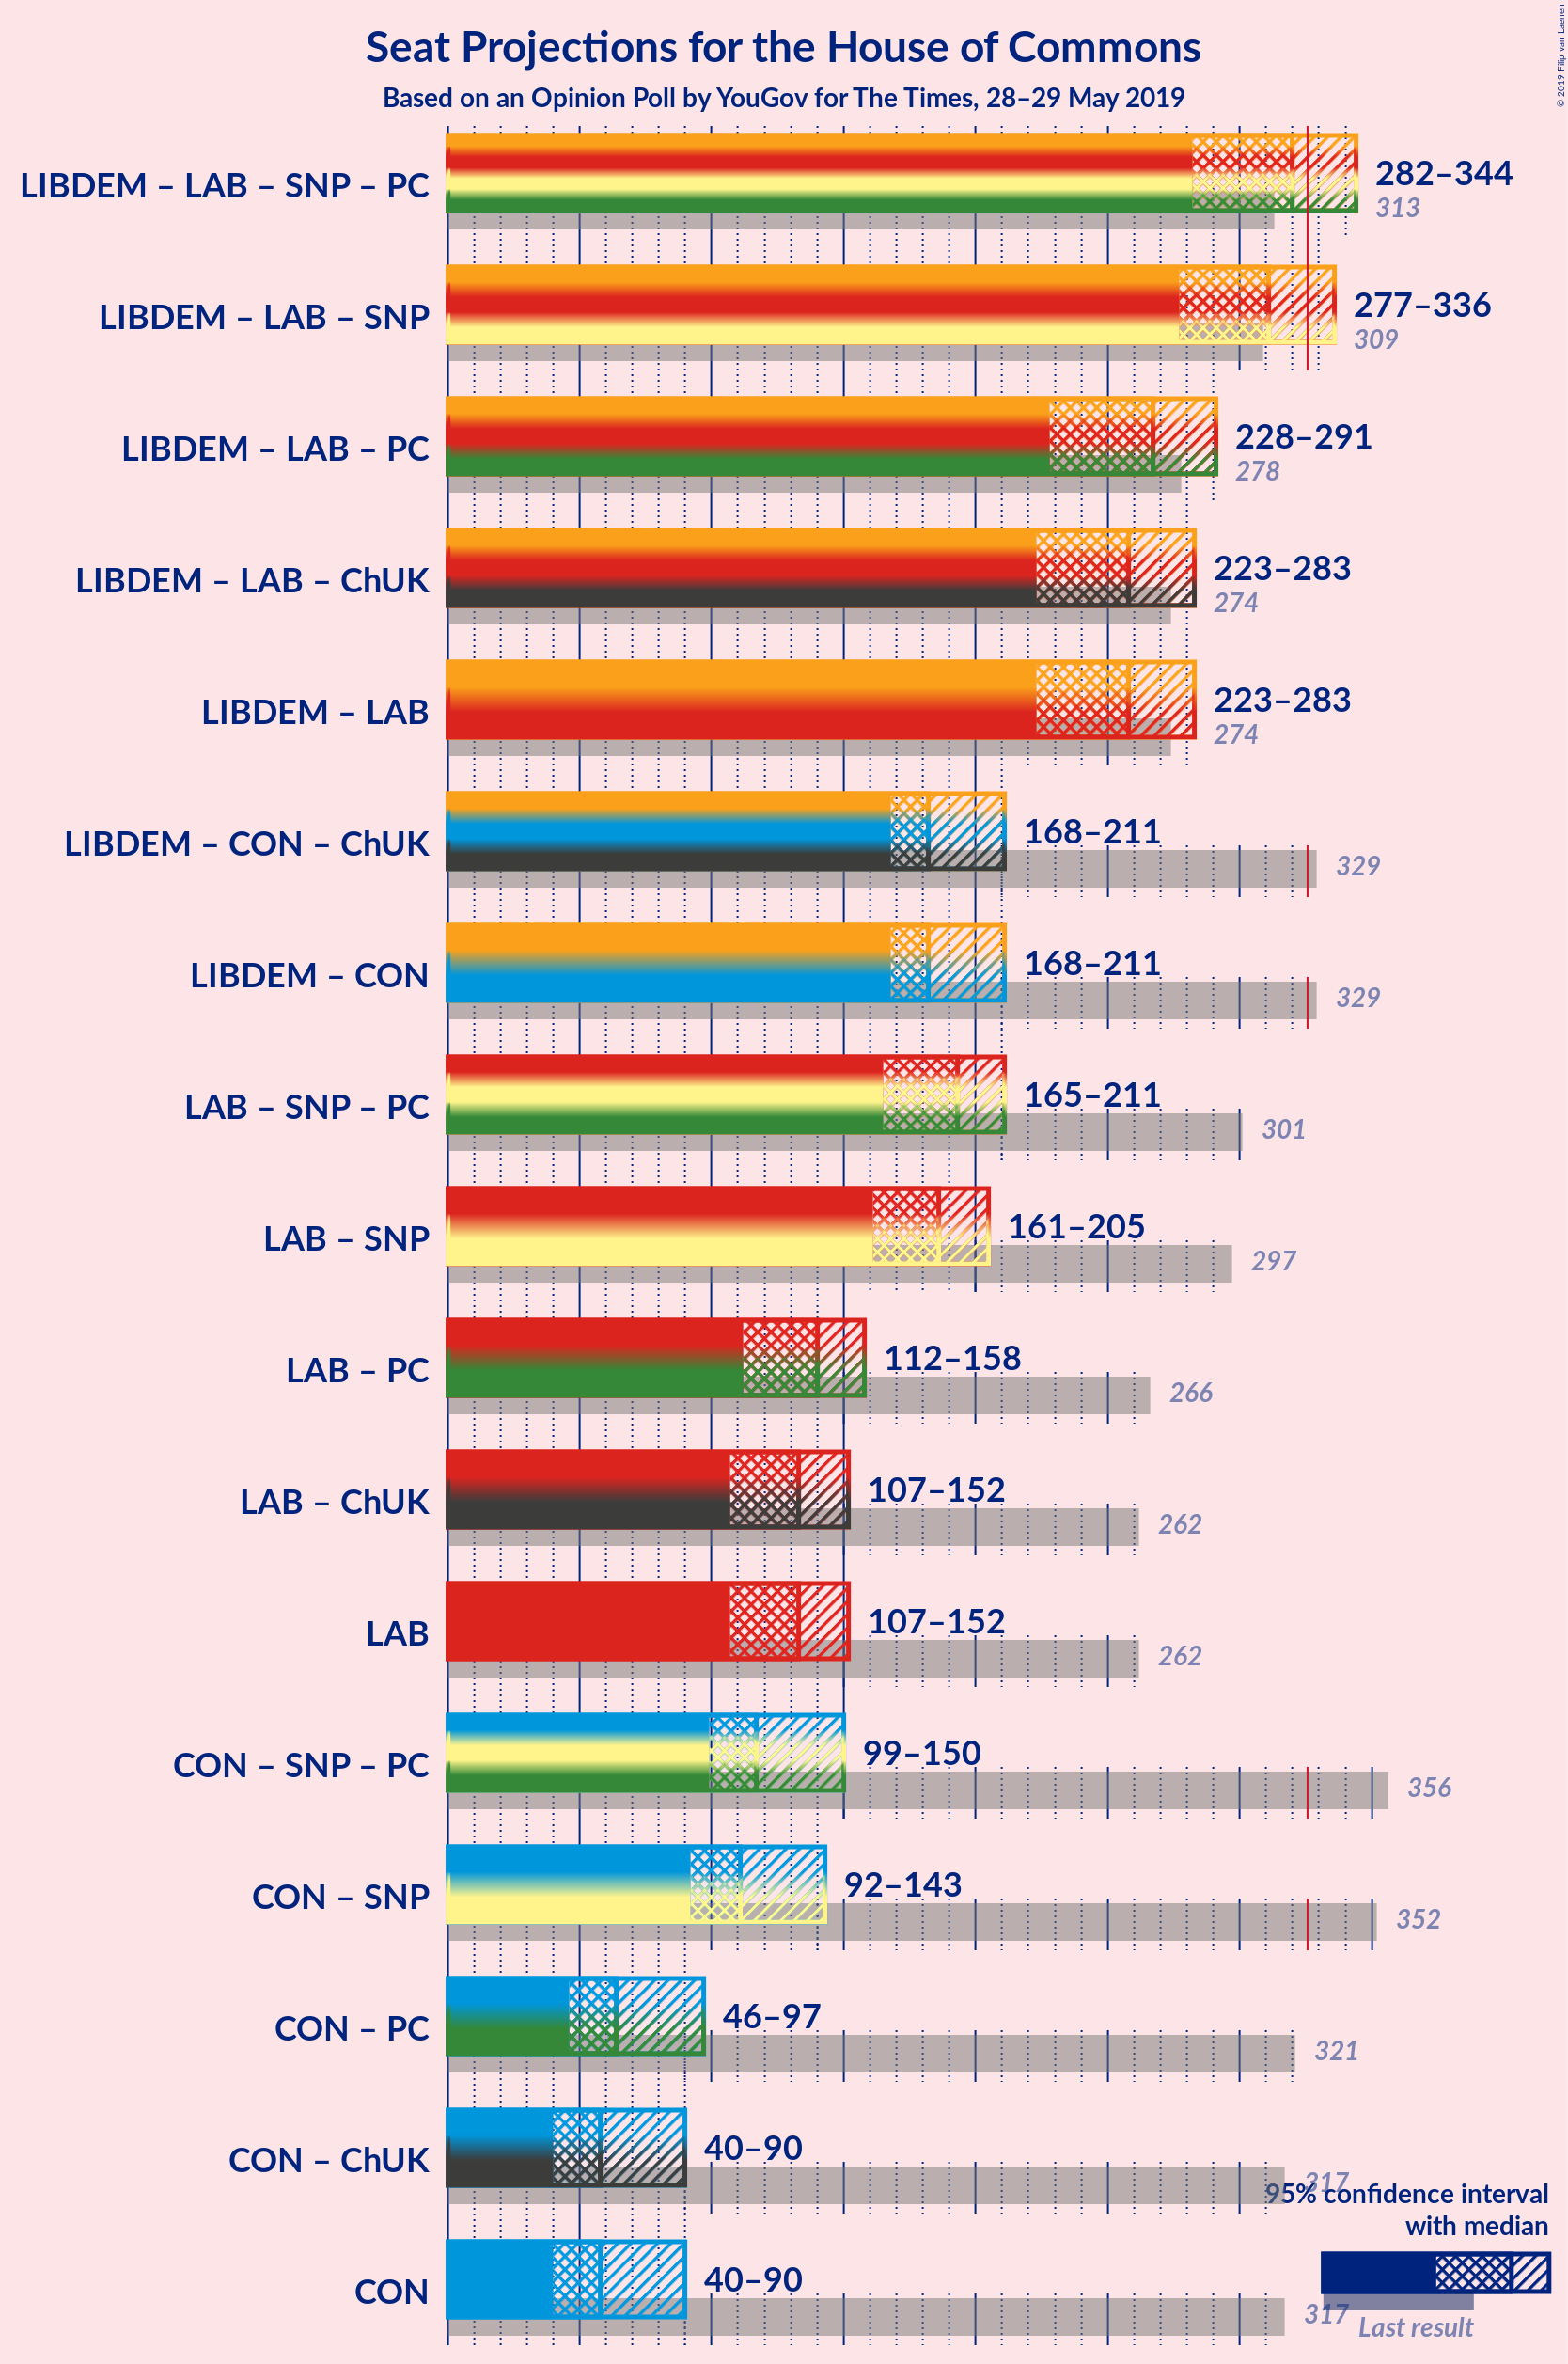 Seat Projections for the House of Commons
Based on an Opinion Poll by YouGov for The Times, 28–29 May 2019
© 2019 Filip van Laenen
LIBDEM – LAB – SNP – PC
282–344
313
LIBDEM – LAB – SNP
277–336
309
LIBDEM – LAB – PC
228–291
278
LIBDEM – LAB – ChUK
223–283
274
LIBDEM – LAB
223–283
274
LIBDEM – CON – ChUK
168–211
329
LIBDEM – CON
168–211
329
LAB – SNP – PC
165–211
301
LAB – SNP
161–205
297
LAB – PC
112–158
266
LAB – ChUK
107–152
262
LAB
107–152
262
CON – SNP – PC
99–150
356
CON – SNP
92–143
352
CON – PC
46–97
321
CON – ChUK
40–90
317
CON
40–90
317
95% confidence interval
with median
Last result